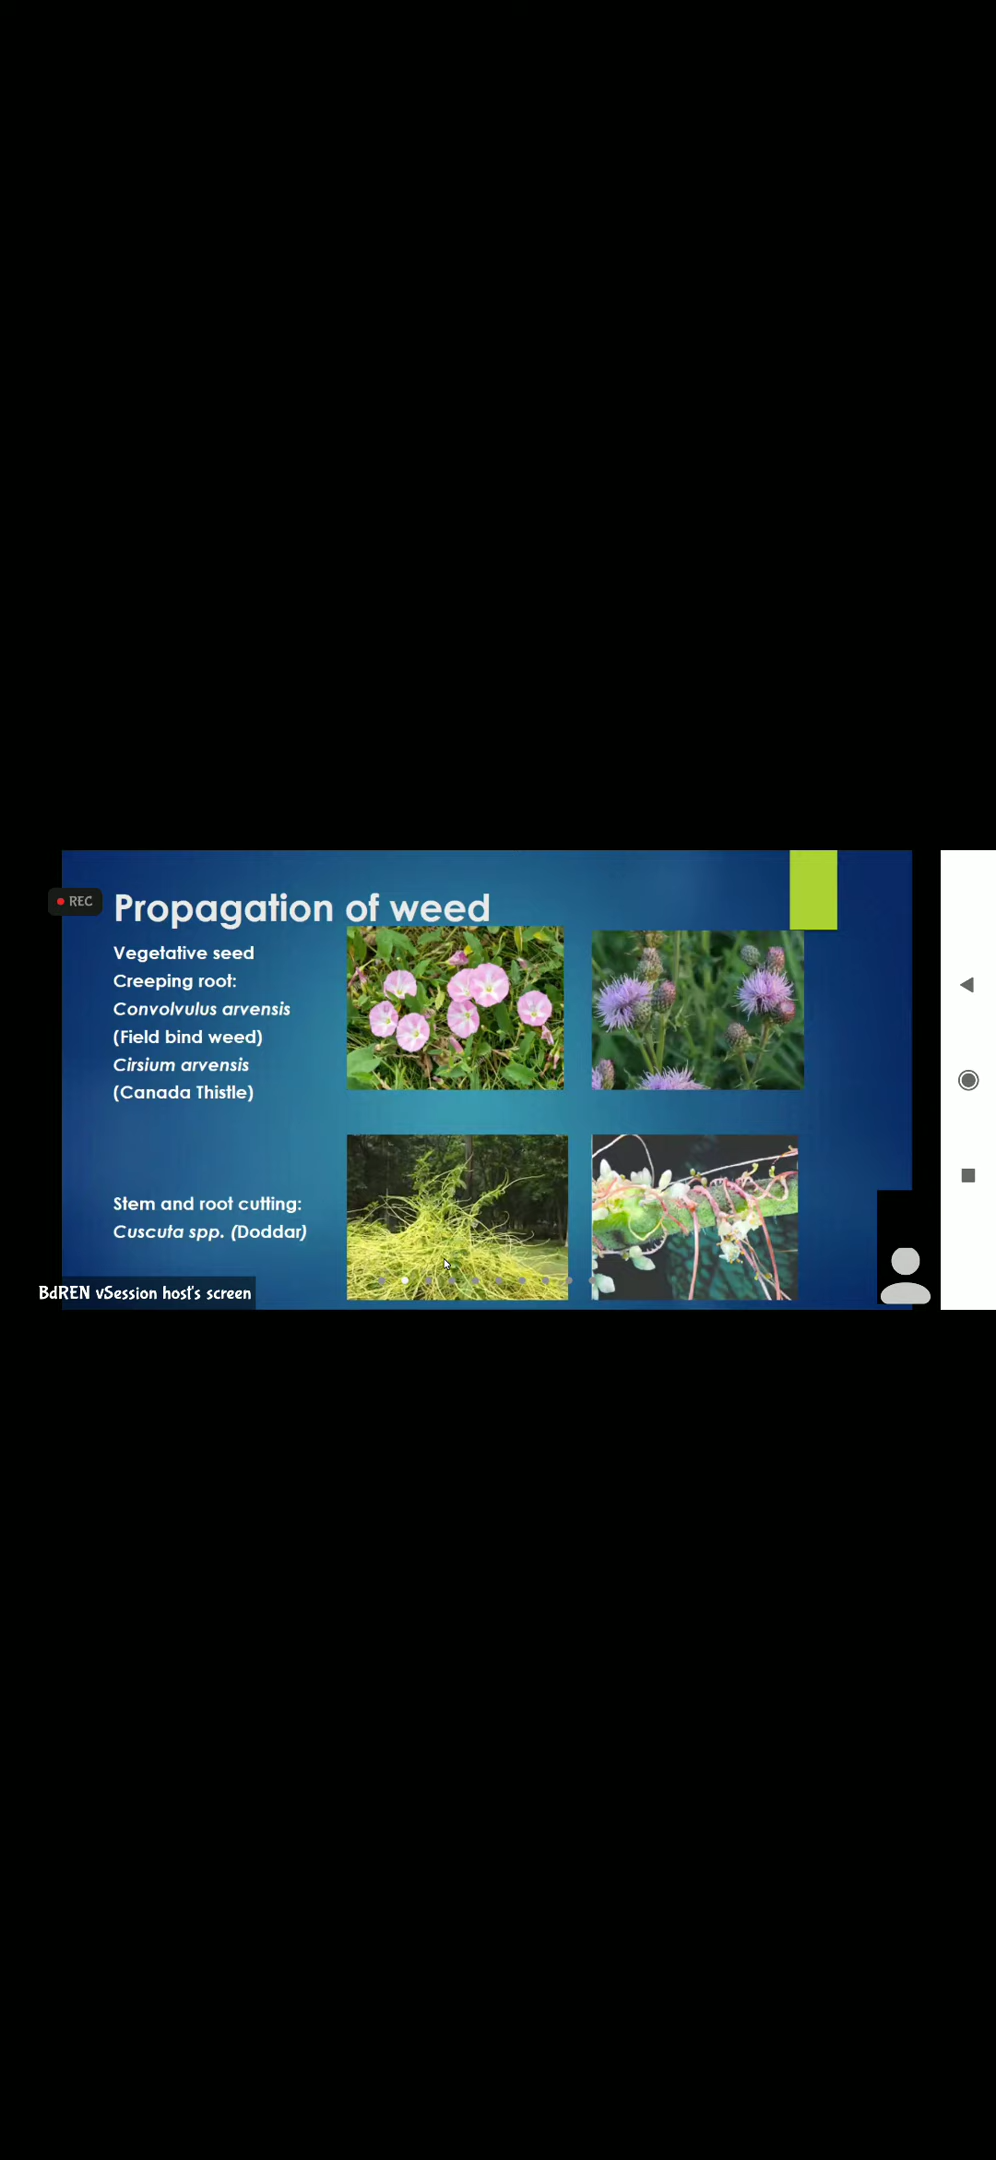 REC
Propagation of weed
Vegetative seed
Creeping root:
Convolvulus arvensis
(Field bind weed)
Cirsium arvensis
(Canada Thistle)
Stem and root cutting:
Cuscuta spp. (Doddar)
BdREN vSession host's screen